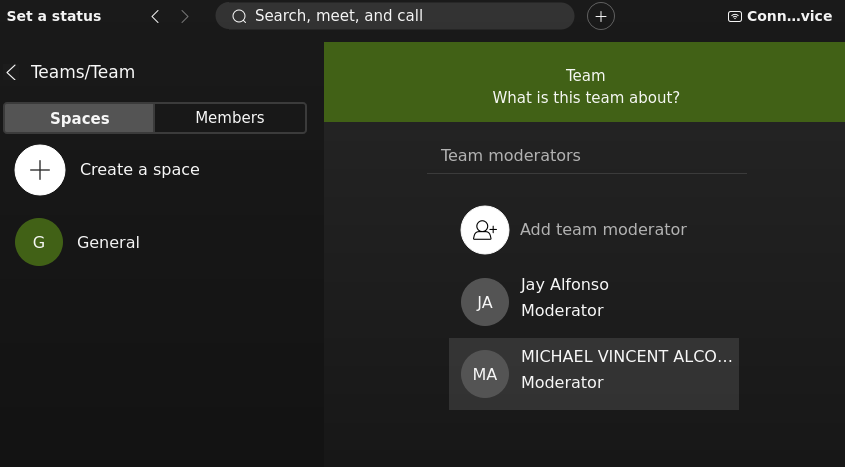 Set a status
Search, meet, and call
Conn...vice
Teams/Team
Spaces
Members
Create a space
G
General
Team
What is this team about?
Team moderators
Add team moderator
JA
Jay Alfonso
Moderator
MA
MICHAEL VINCENT ALCO...
Moderator